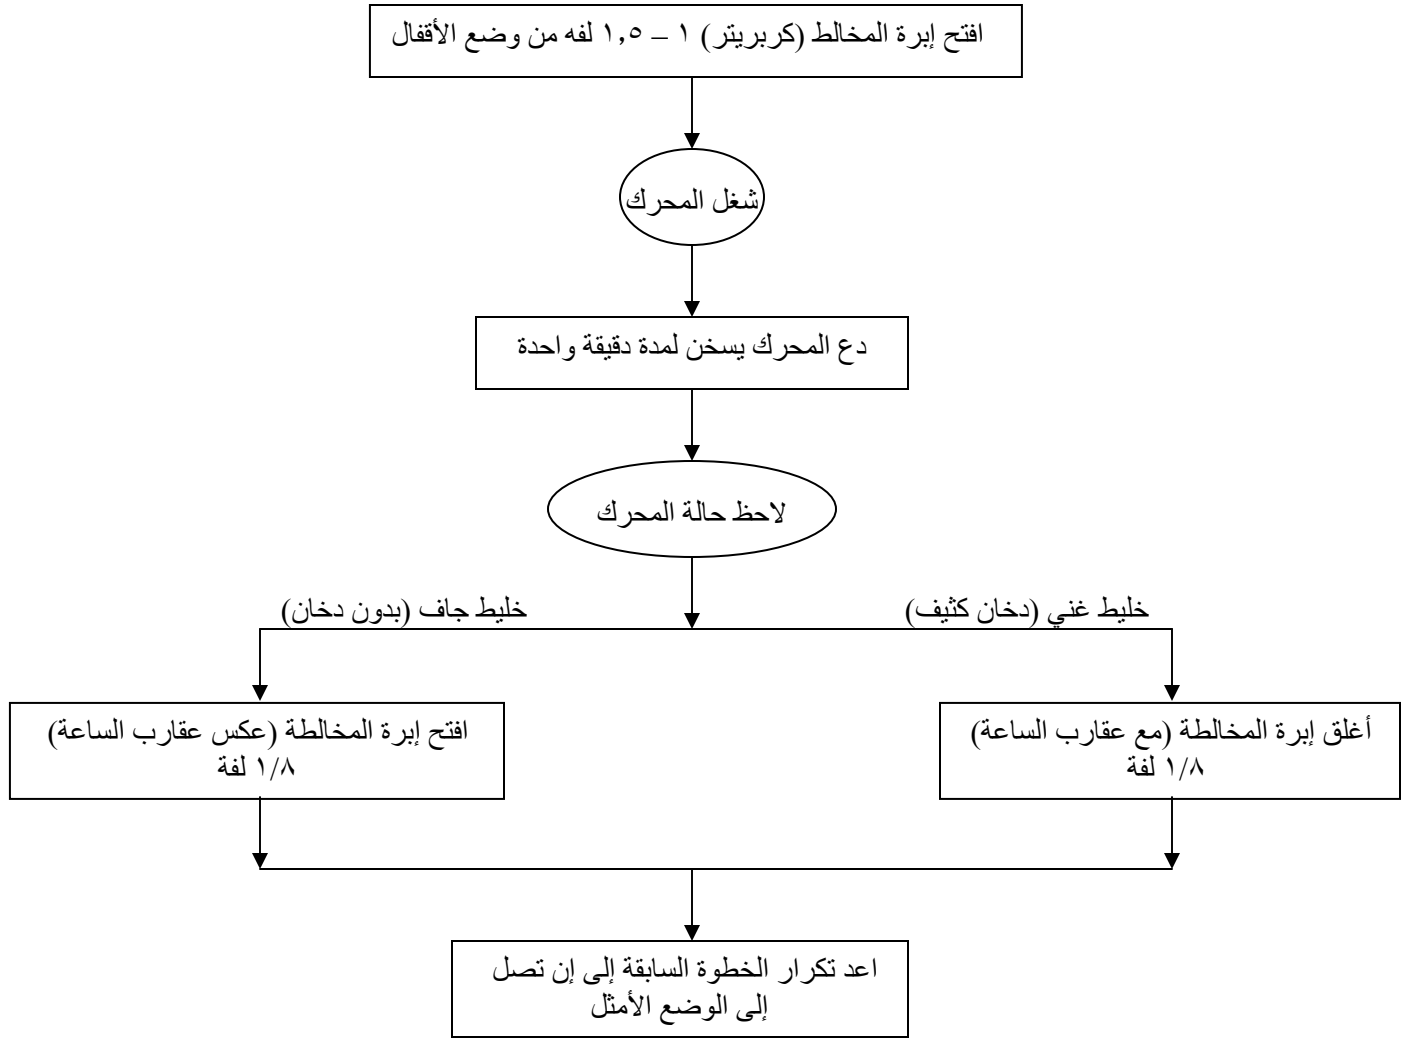 افتح إبرة المخالط (كربريتر) ١ – ١,٥ لفه من وضع الأقفال
شغل المحرك
دع المحرك يسخن لمدة دقيقة واحدة
لاحظ حالة المحرك
خليط غني (دخان كثيف)
خليط جاف (بدون دخان)
أغلق إبرة المخالطة (مع عقارب الساعة)
١/٨ لفة
افتح إبرة المخالطة (عكس عقارب الساعة)
١/٨ لفة
اعد تكرار الخطوة السابقة إلى إن تصل
إلى الوضع الأمثل